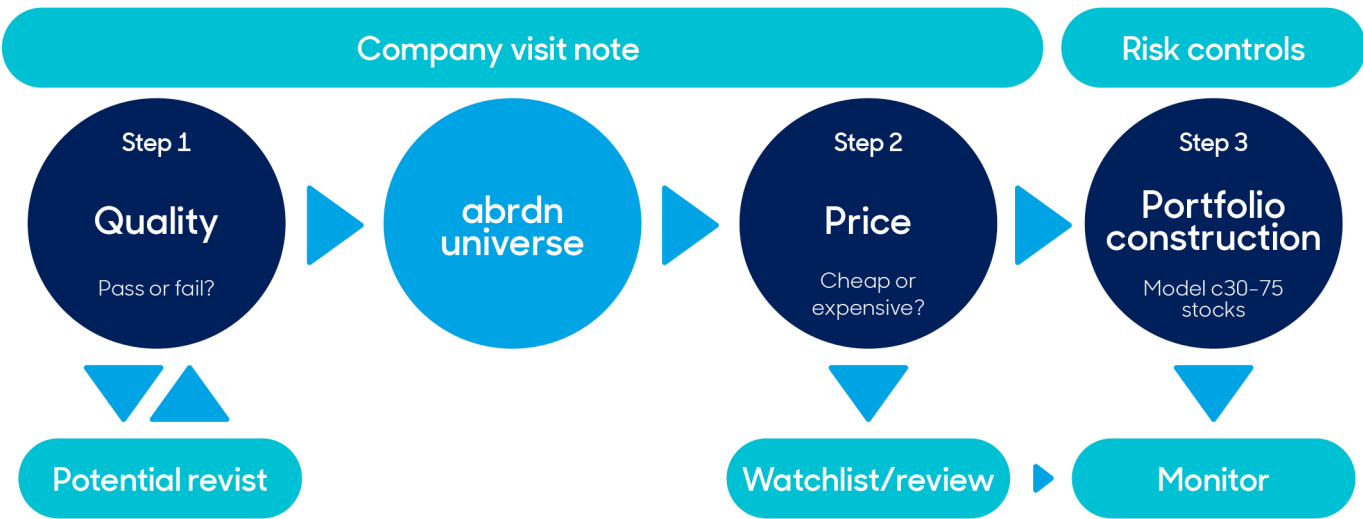 Company visit note
Risk controls
Step 1
Quality
Pass or fail?
abrdn
universe
Step 2
Price
Cheap or
expensive?
Step 3
Portfolio
construction
Model c30-75
stocks
Potential revist
Watchlist/review
Monitor